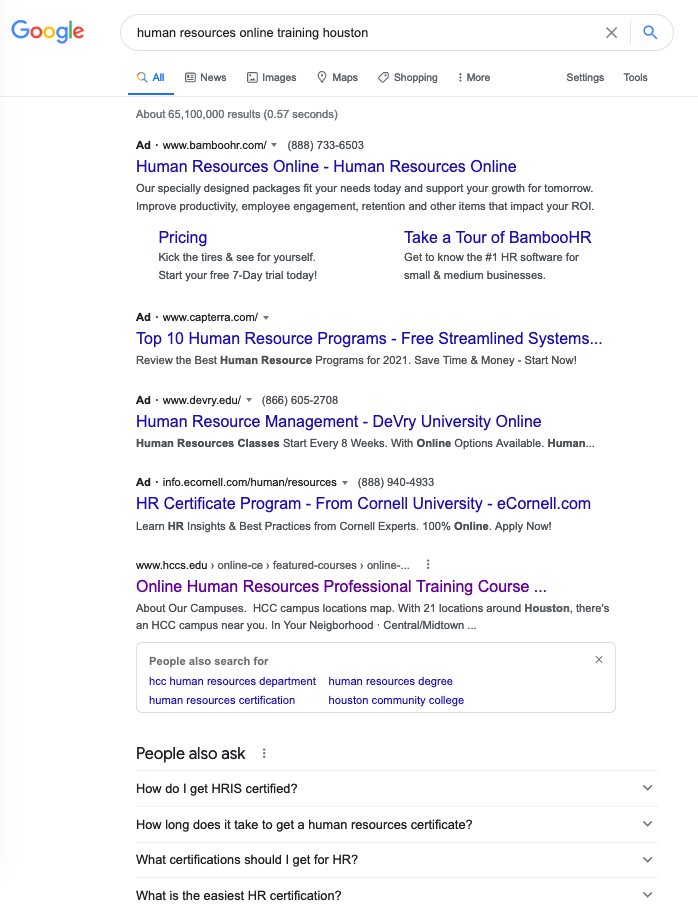 Google
human resources online training houston
All News Images Maps Shopping More Settings Tools
About 65,100,000 results (0.57 seconds)
Ad · www.bamboohr.com/ (888) 733-6503
Human Resources Online - Human Resources Online
Our specially designed packages fit your needs today and support your growth for tomorrow.
Improve productivity, employee engagement, retention and other items that impact your ROI.
Pricing
Kick the tires & see for yourself.
Start your free 7-Day trial today!
Take a Tour of BambooHR
Get to know the #1 HR software for
small & medium businesses.
Ad · www.capterra.com/
Top 10 Human Resource Programs - Free Streamlined Systems...
Review the Best Human Resource Programs for 2021. Save Time & Money - Start Now!
Ad · www.devry.edu/ (866) 605-2708
Human Resource Management - DeVry University Online
Human Resources Classes Start Every 8 Weeks. With Online Options Available. Human...
Ad · info.ecornell.com/human/resources (888) 940-4933
HR Certificate Program - From Cornell University - eCornell.com
Learn HR Insights & Best Practices from Cornell Experts. 100% Online. Apply Now!
www.hccs.edu › online-ce › featured-courses › online-...
Online Human Resources Professional Training Course ...
About Our Campuses. HCC campus locations map. With 21 locations around Houston, there's
an HCC campus near you. In Your Neigborhood · Central/Midtown ...
People also search for
hcc human resources department human resources degree
human resources certification houston community college
People also ask
How do I get HRIS certified?
How long does it take to get a human resources certificate?
What certifications should I get for HR?
What is the easiest HR certification?